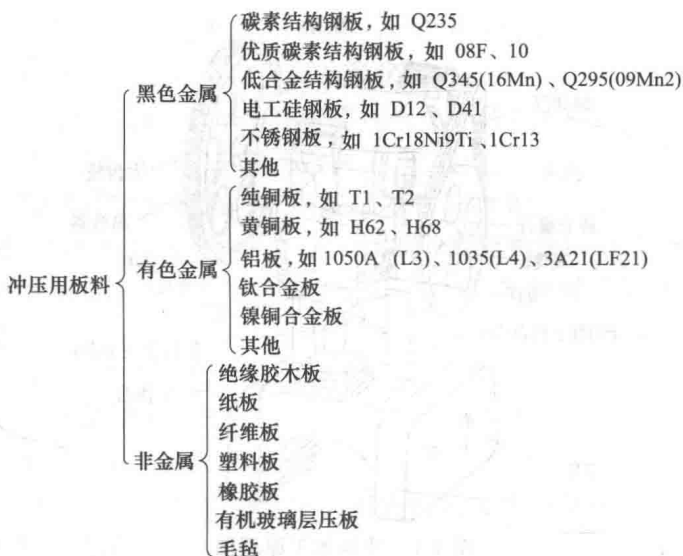 碳素结构钢板，如 Q235
优质碳素结构钢板，如 08F、10
低合金结构钢板，如 Q345(16Mn)、Q295(09Mn2)
黑色金属
电工硅钢板，如 D12、D41
不锈钢板，如 1Cr18Ni9Ti、1Cr13
其他
纯铜板，如 T1、T2
黄铜板，如 H62、H68
有色金属
铝板，如 1050A (L3)、1035(L4)、3A21(LF21)
冲压用板料
钛合金板
镍铜合金板
其他
绝缘胶木板
纸板
纤维板
非金属
塑料板
橡胶板
有机玻璃层压板
毛毡